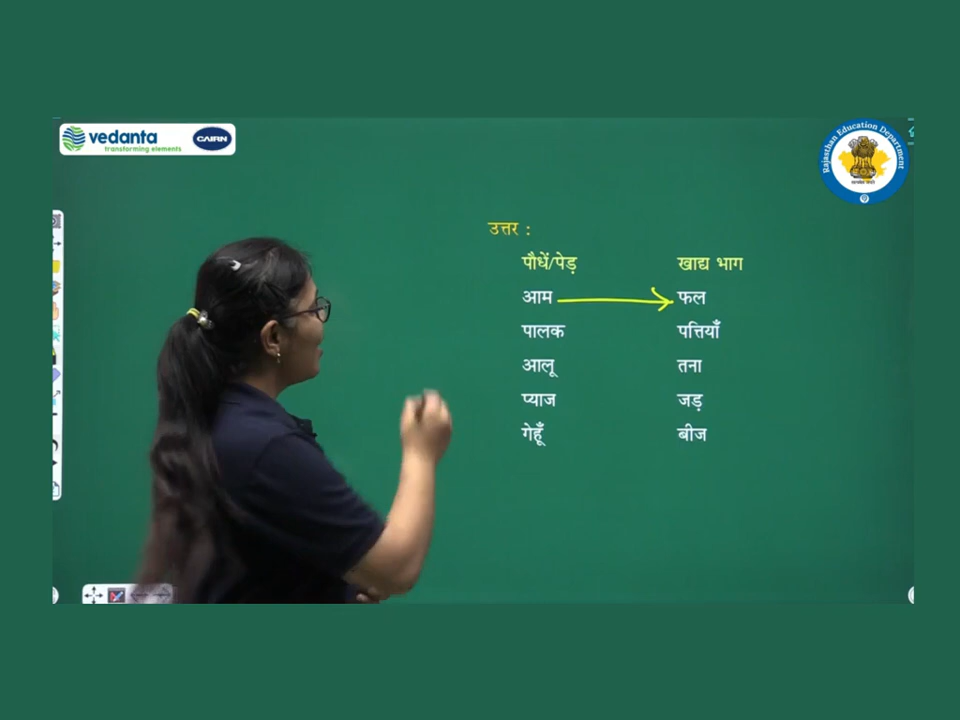 vedanta
transforming elements
CAIRN
Rajasthan Education Department
उत्तर :
पौधें/पेड़ खाद्य भाग
आम फल
पालक पत्तियाँ
आलू तना
प्याज जड़
गेहूँ बीज